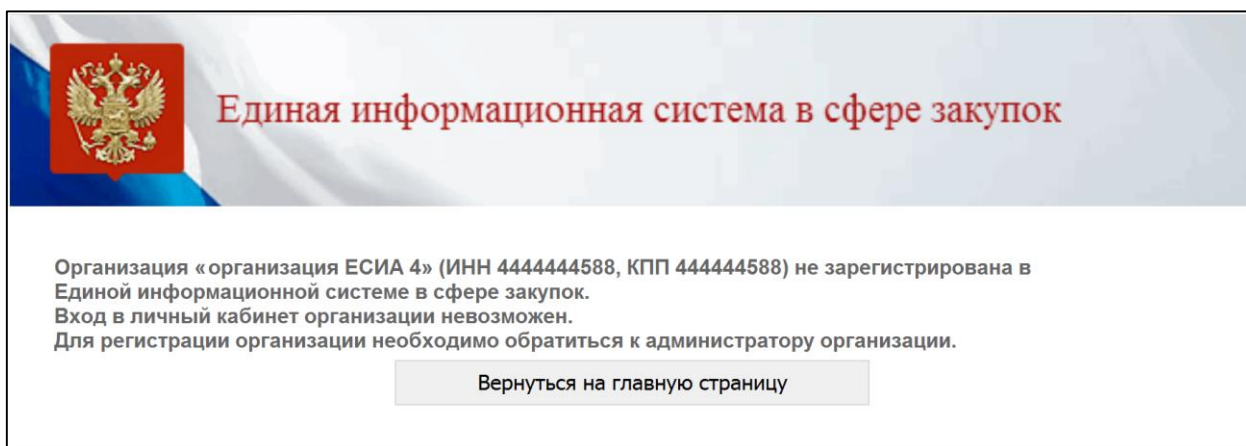 Единая информационная система в сфере закупок
Организация «организация ЕСИА 4» (ИНН 4444444588, КПП 444444588) не зарегистрирована в
Единой информационной системе в сфере закупок.
Вход в личный кабинет организации невозможен.
Для регистрации организации необходимо обратиться к администратору организации.
Вернуться на главную страницу